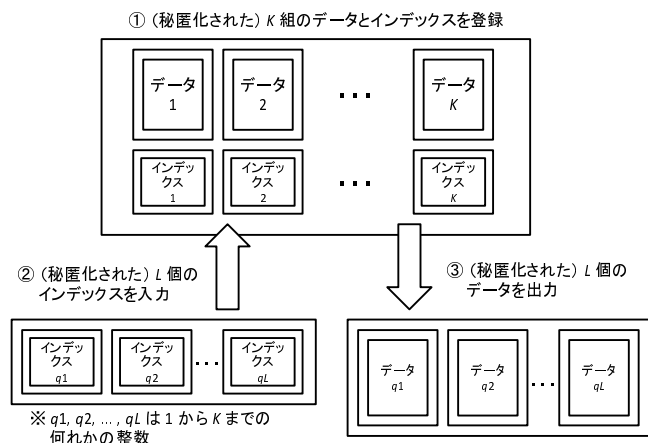 ① (秘匿化された) K 組のデータとインデックスを登録
データ
1
データ
2
・・・
データ
K
インデッ
クス
1
インデッ
クス
2
・・・
インデッ
クス
K
② (秘匿化された) L 個の
インデックスを入力
③ (秘匿化された) L 個の
データを出力
インデッ
クス
q1
インデッ
クス
q2
・・・
インデッ
クス
qL
データ
q1
データ
q2
・・・
データ
qL
※ q1, q2, ... , qL は 1 から K までの
何れかの整数